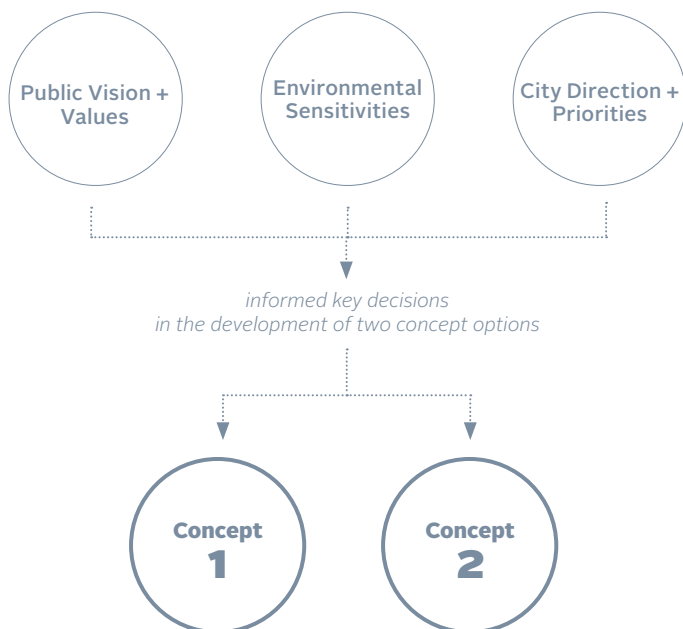 Public Vision +
Values
Environmental
Sensitivities
City Direction +
Priorities
informed key decisions
in the development of two concept options
Concept
1
Concept
2